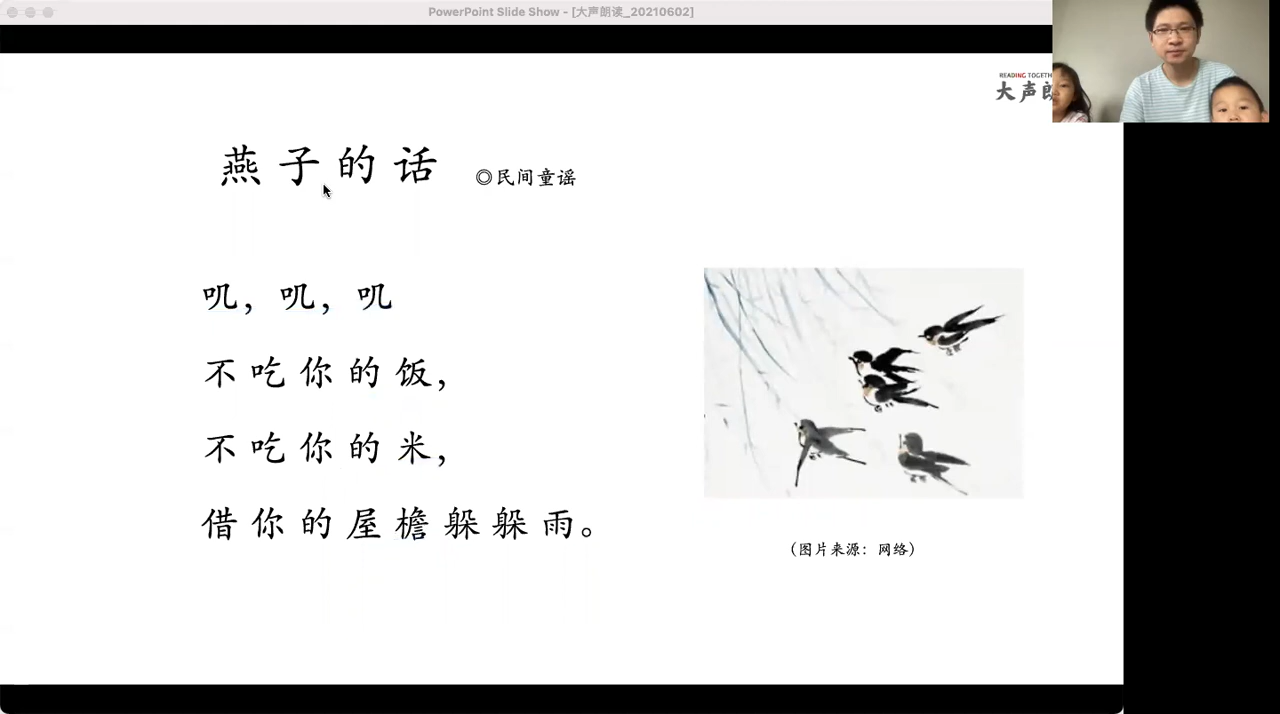 PowerPoint Slide Show - [大声朗读_20210602]
READING TOGETH
大声朗
燕子的话 ◎民间童谣
叽，叽，叽
不吃你的饭，
不吃你的米，
借你的屋檐躲躲雨。
（图片来源：网络）